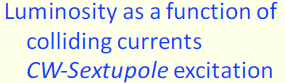 Luminosity as a function of
colliding currents
CW-Sextupole excitation